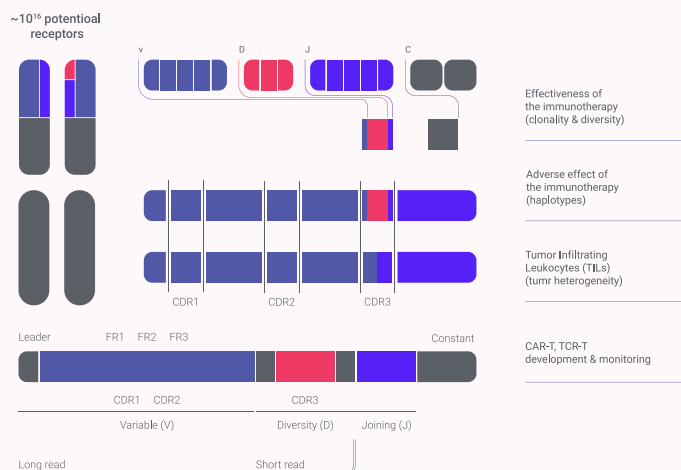 ~10¹⁶ potentioal
receptors
v
D
J
C
Effectiveness of
the immunotherapy
(clonality & diversity)
Adverse effect of
the immunotherapy
(haplotypes)
Tumor Infiltrating
Leukocytes (TILs)
(tumr heterogeneity)
CDR1 CDR2 CDR3
Leader FR1 FR2 FR3 Constant
CAR-T, TCR-T
development & monitoring
CDR1 CDR2 CDR3
Variable (V) Diversity (D) Joining (J)
Long read Short read